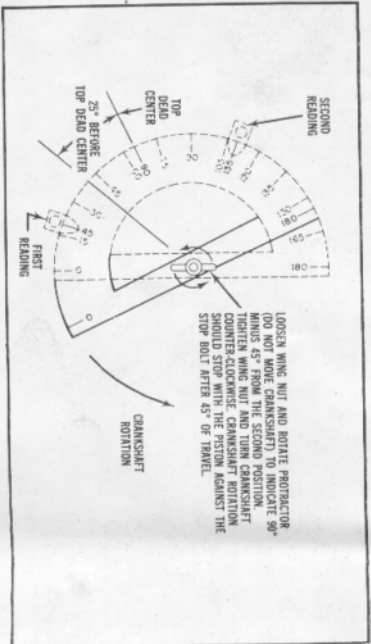 SECOND
READING
TOP
DEAD
CENTER
25° BEFORE
TOP DEAD CENTER
FIRST
READING
CRANKSHAFT
ROTATION
LOOSEN WING NUT AND ROTATE PROTRACTOR
(DO NOT MOVE CRANKSHAFT) TO INDICATE 90°
MINUS 45° FROM THE SECOND POSITION.
TIGHTEN WING NUT AND TURN CRANKSHAFT
COUNTER-CLOCKWISE. CRANKSHAFT ROTATION
SHOULD STOP WITH THE PISTON AGAINST THE
STOP BOLT AFTER 45° OF TRAVEL.
180
165
180
90
45
30
0
0